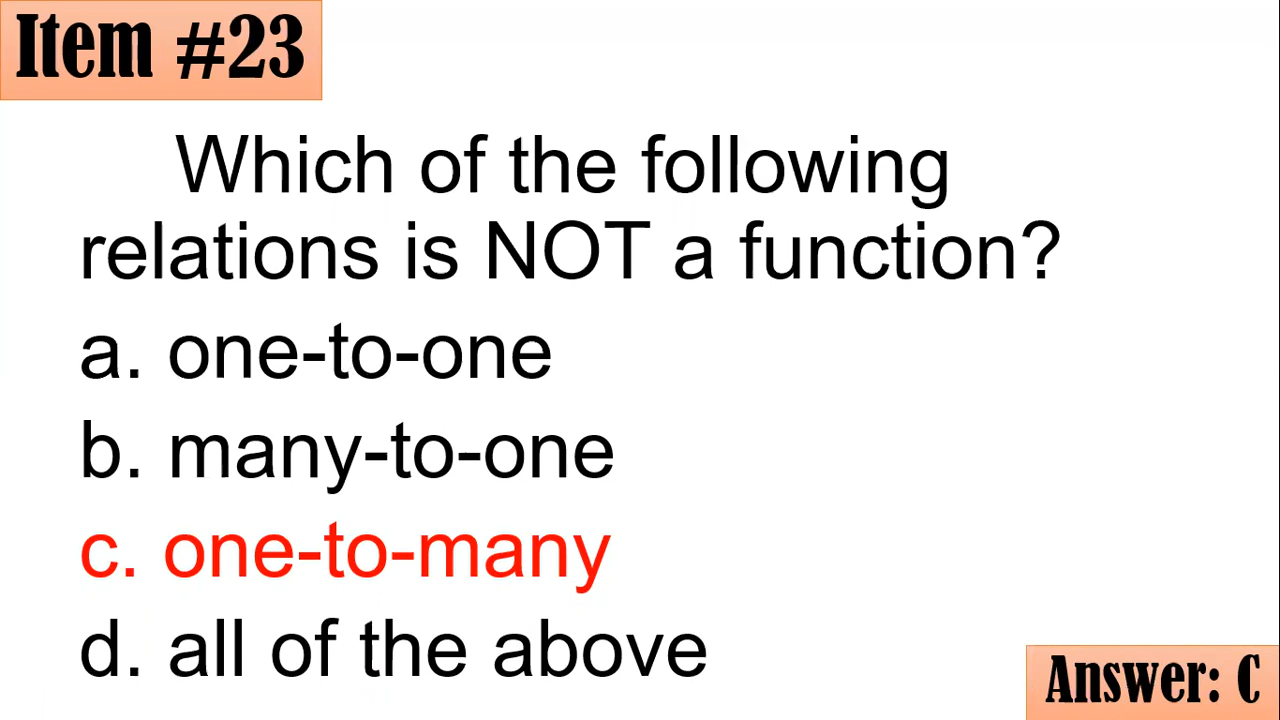 Item #23
Which of the following
relations is NOT a function?
a. one-to-one
b. many-to-one
c. one-to-many
d. all of the above
Answer: C